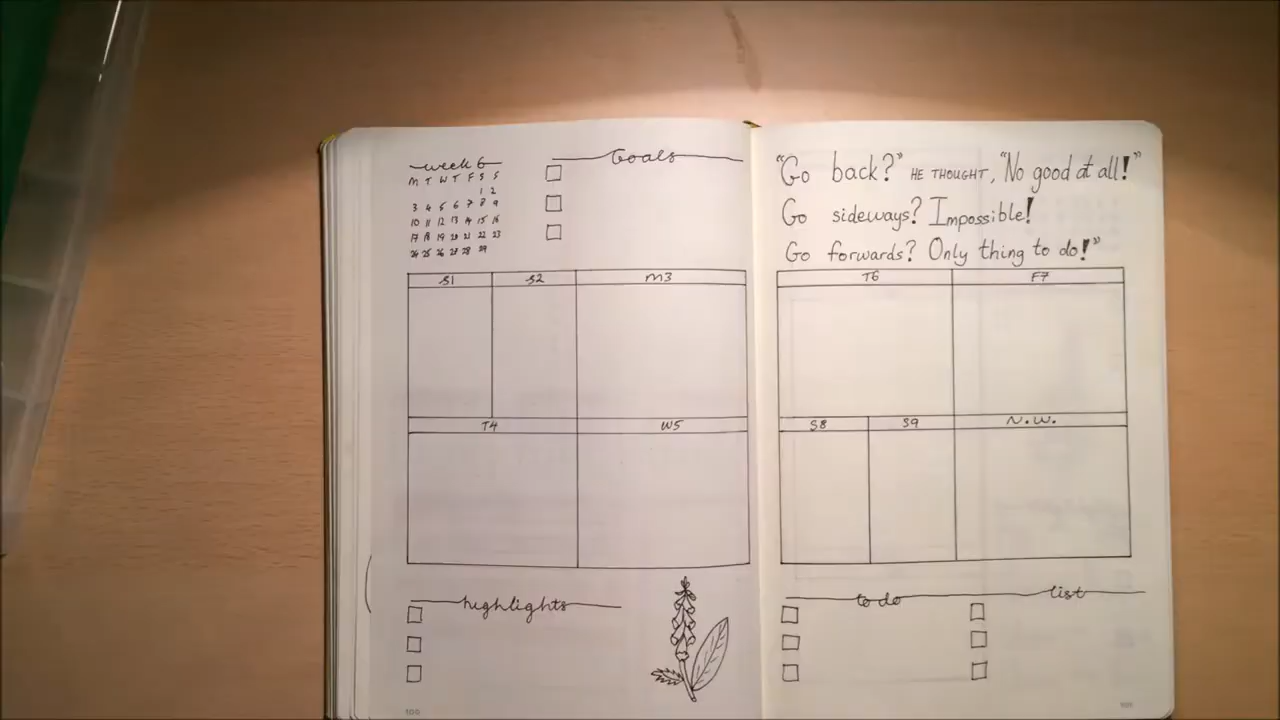 week 6
M T W T F S S
1 2
3 4 5 6 7 8 9
10 11 12 13 14 15 16
17 18 19 20 21 22 23
24 25 26 27 28 29
Goals
S1 S2 M3
T4 W5
highlights
100
"Go back?" HE THOUGHT, "No good at all!"
Go sideways? Impossible!
Go forwards? Only thing to do!"
T6 F7
S8 S9 N.W.
to do list